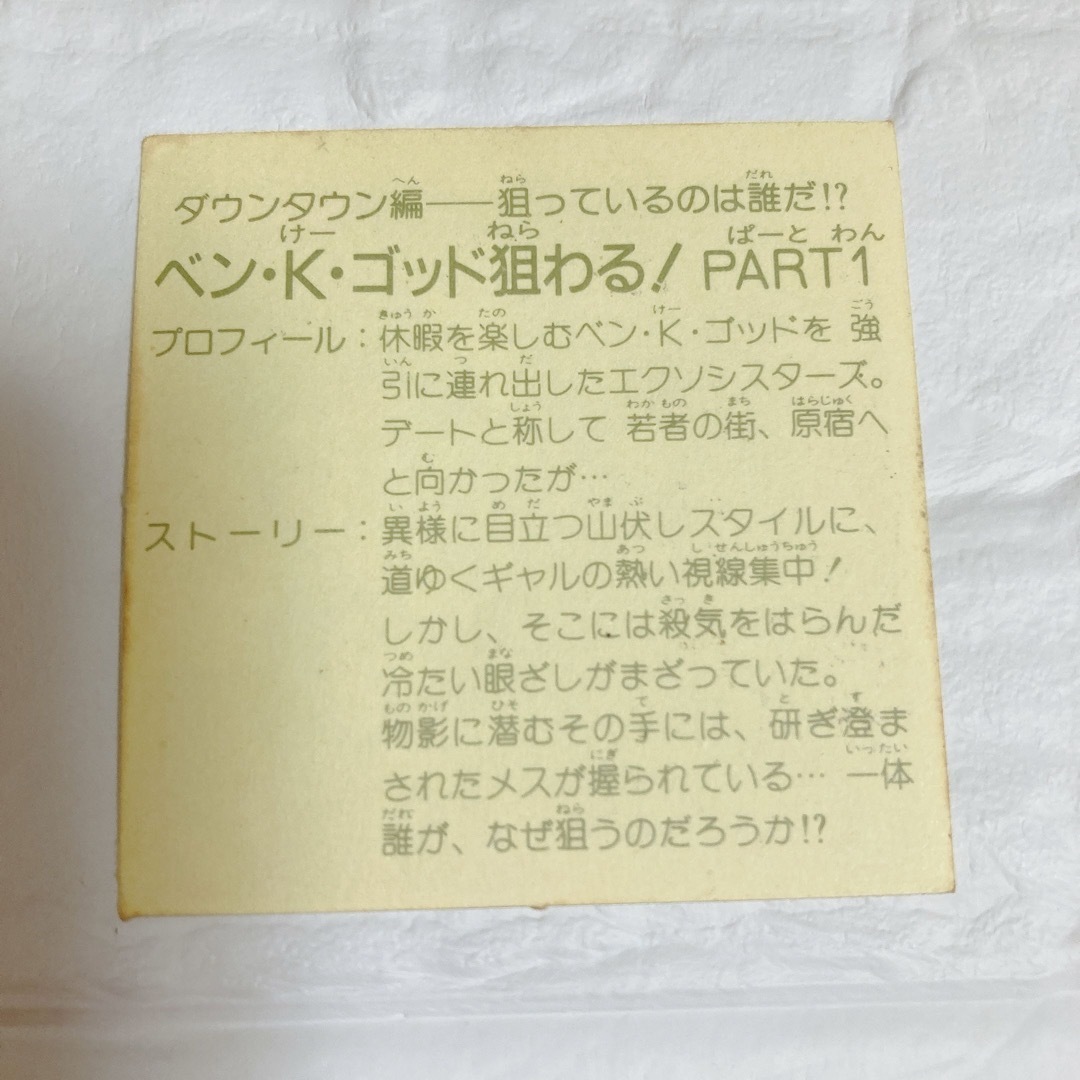 ダウンタウン編――狙っているのは誰だ!?
ベン・K・ゴッド狙わる! PART1
プロフィール：休暇を楽しむベン・K・ゴッドを 強
引に連れ出したエクソシスターズ。
デートと称して 若者の街、原宿へ
と向かったが…
ストーリー：異様に目立つ山伏しスタイルに、
道ゆくギャルの熱い視線集中!
しかし、そこには殺気をはらんだ
冷たい眼ざしがまざっていた。
物影に潜むその手には、研ぎ澄ま
されたメスが握られている… 一体
誰が、なぜ狙うのだろうか!?